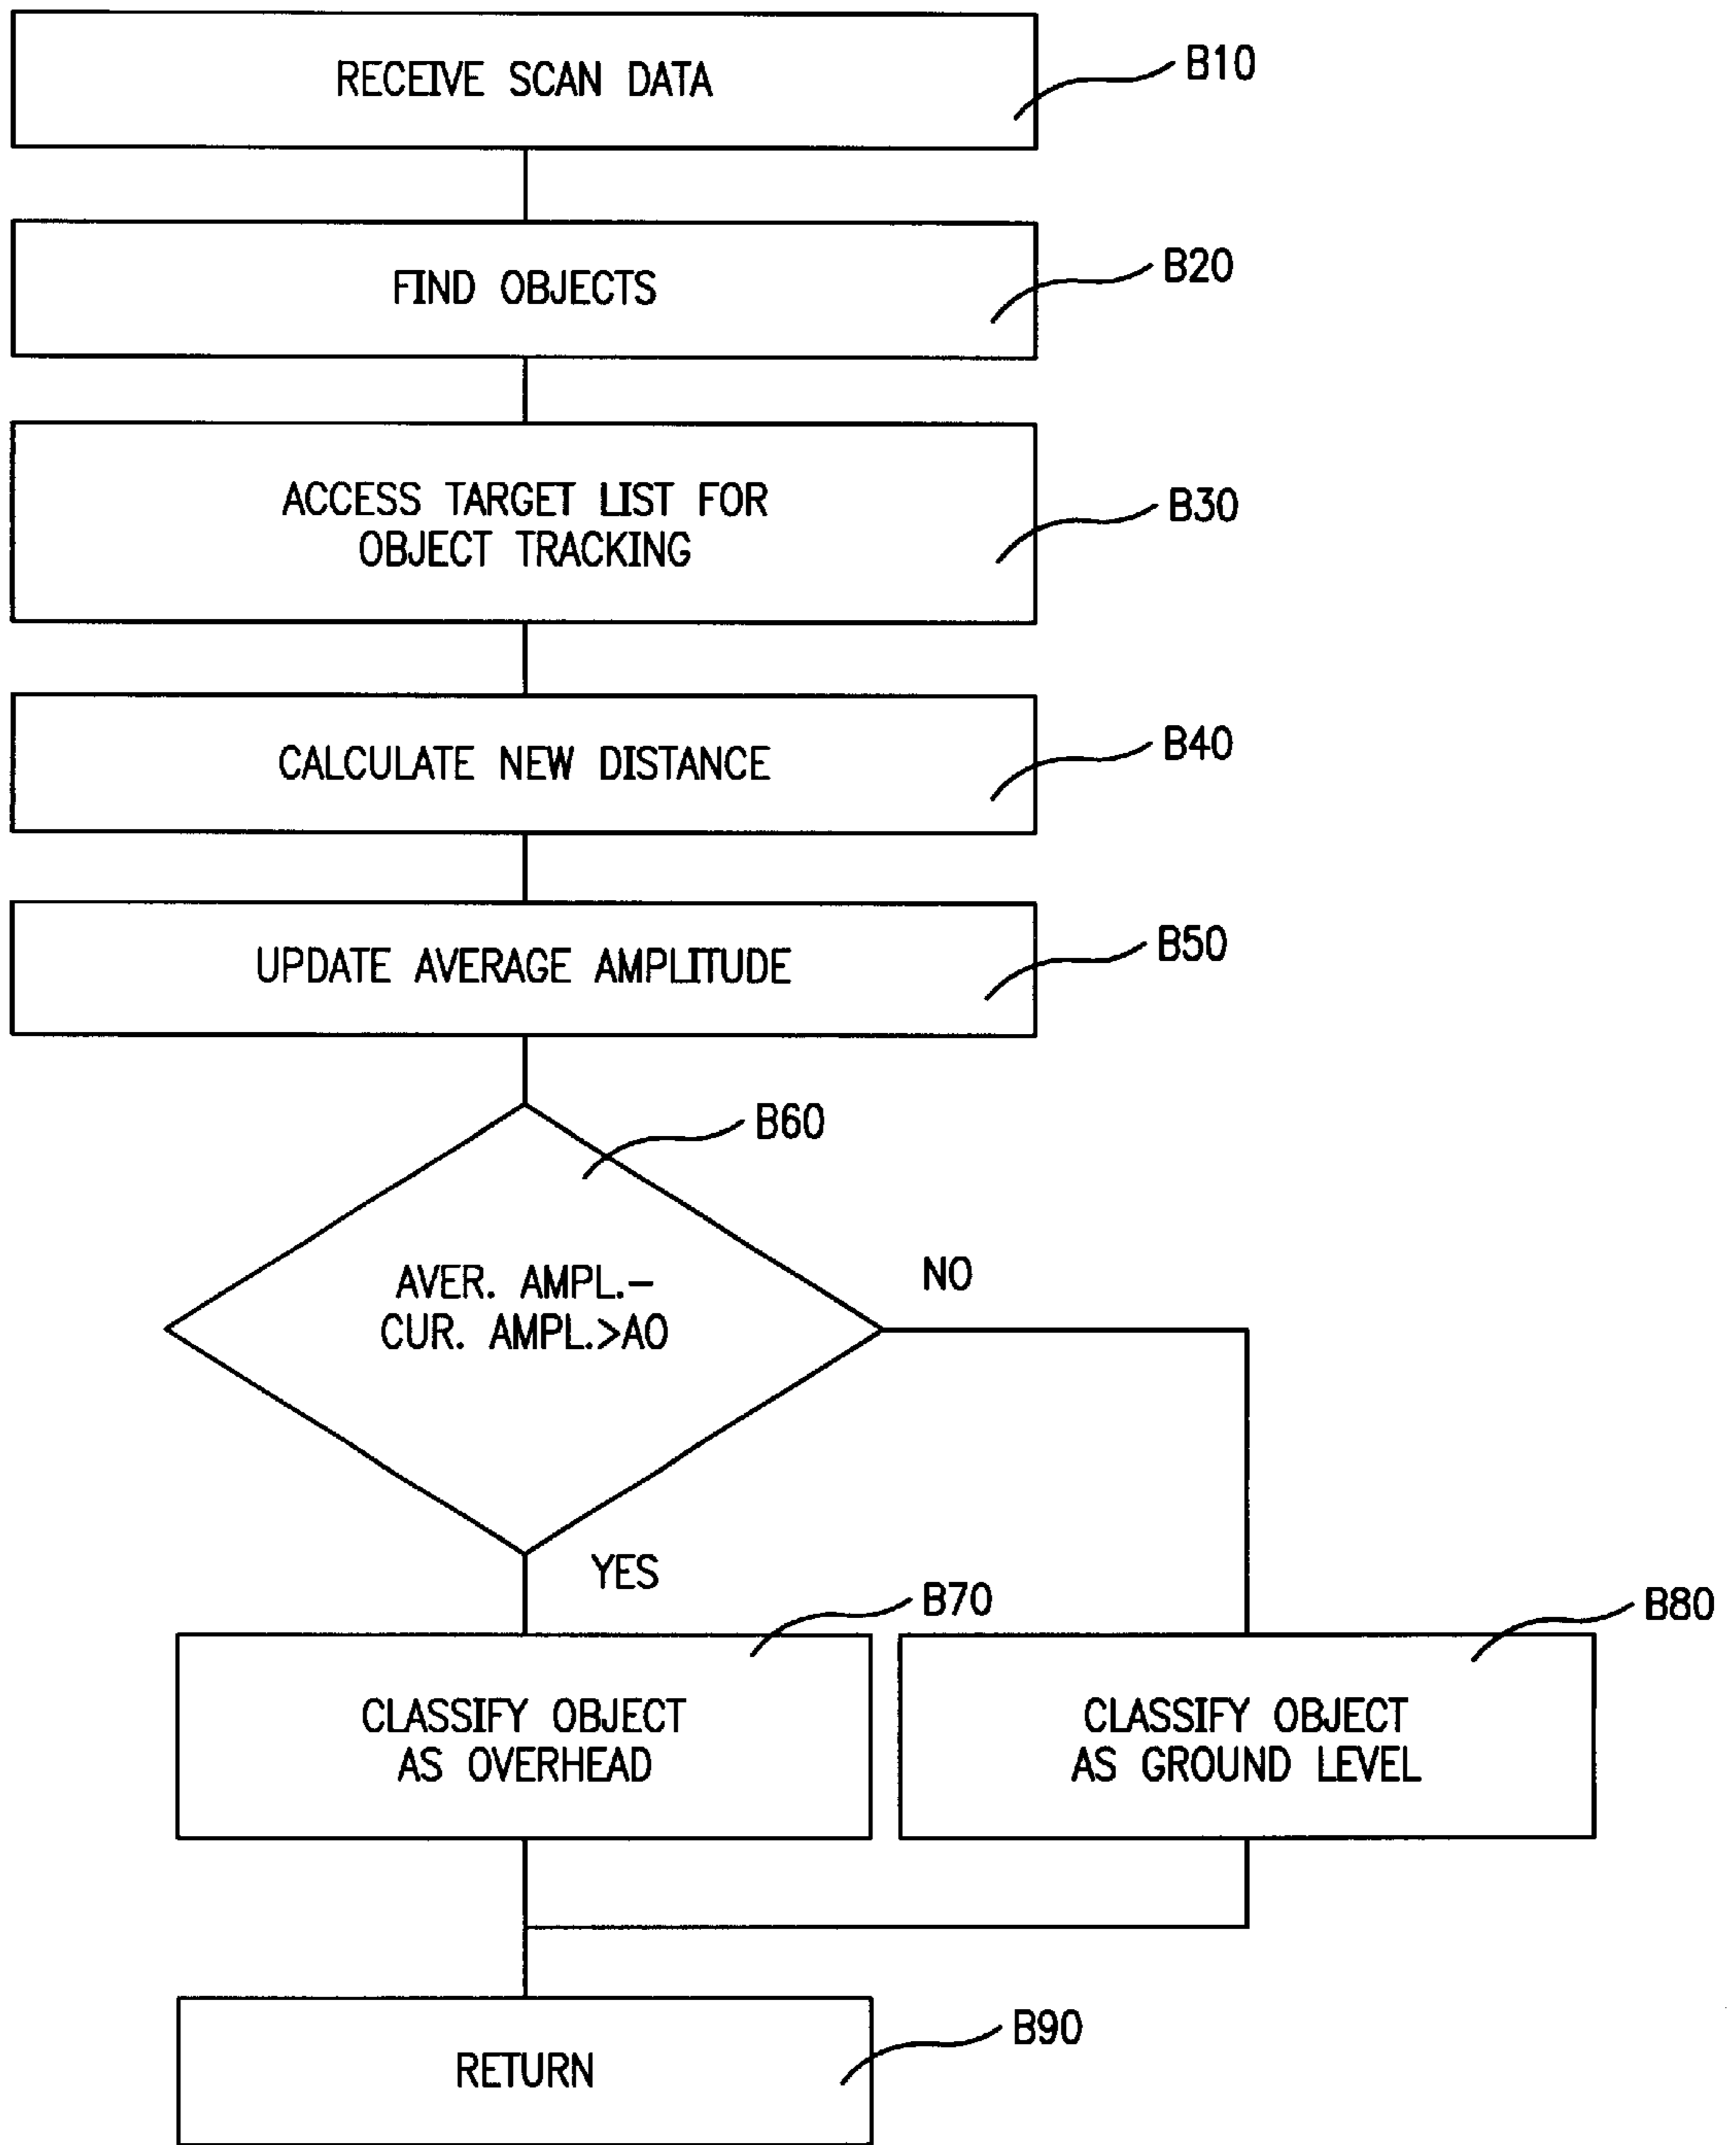 RECEIVE SCAN DATA
B10
FIND OBJECTS
B20
ACCESS TARGET LIST FOR
OBJECT TRACKING
B30
CALCULATE NEW DISTANCE
B40
UPDATE AVERAGE AMPLITUDE
B50
B60
AVER. AMPL.-
CUR. AMPL.>A0
NO
YES
B70
B80
CLASSIFY OBJECT
AS OVERHEAD
CLASSIFY OBJECT
AS GROUND LEVEL
RETURN
B90